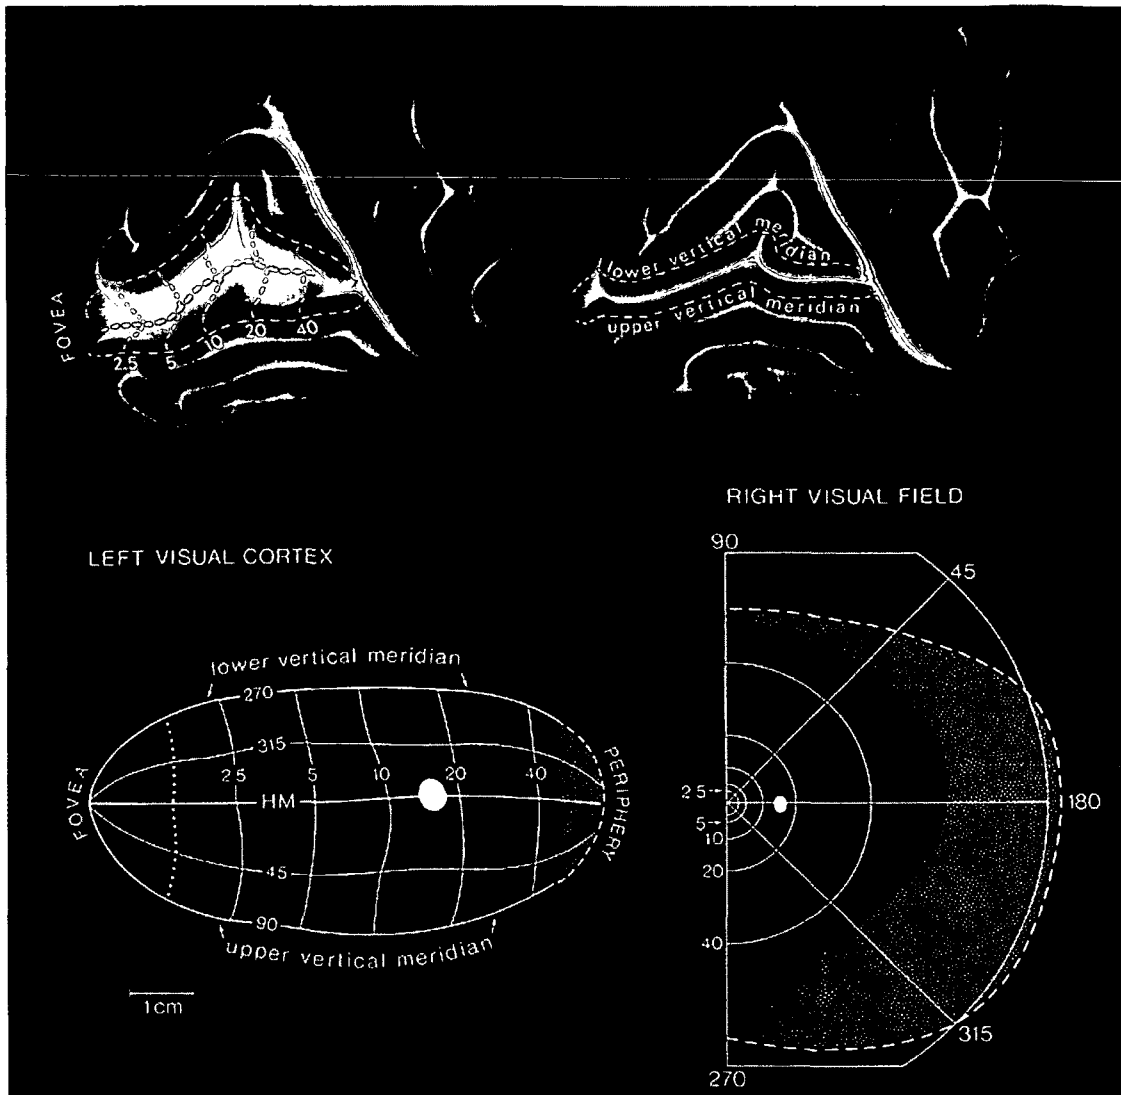 FOVEA
2.5
5
10
20
40
lower vertical meridian
upper vertical meridian
RIGHT VISUAL FIELD
LEFT VISUAL CORTEX
90
45
180
315
270
2.5
5
10
20
40
lower vertical meridian
270
315
2.5
5
10
20
40
HM
FOVEA
PERIPHERY
45
90
upper vertical meridian
1cm